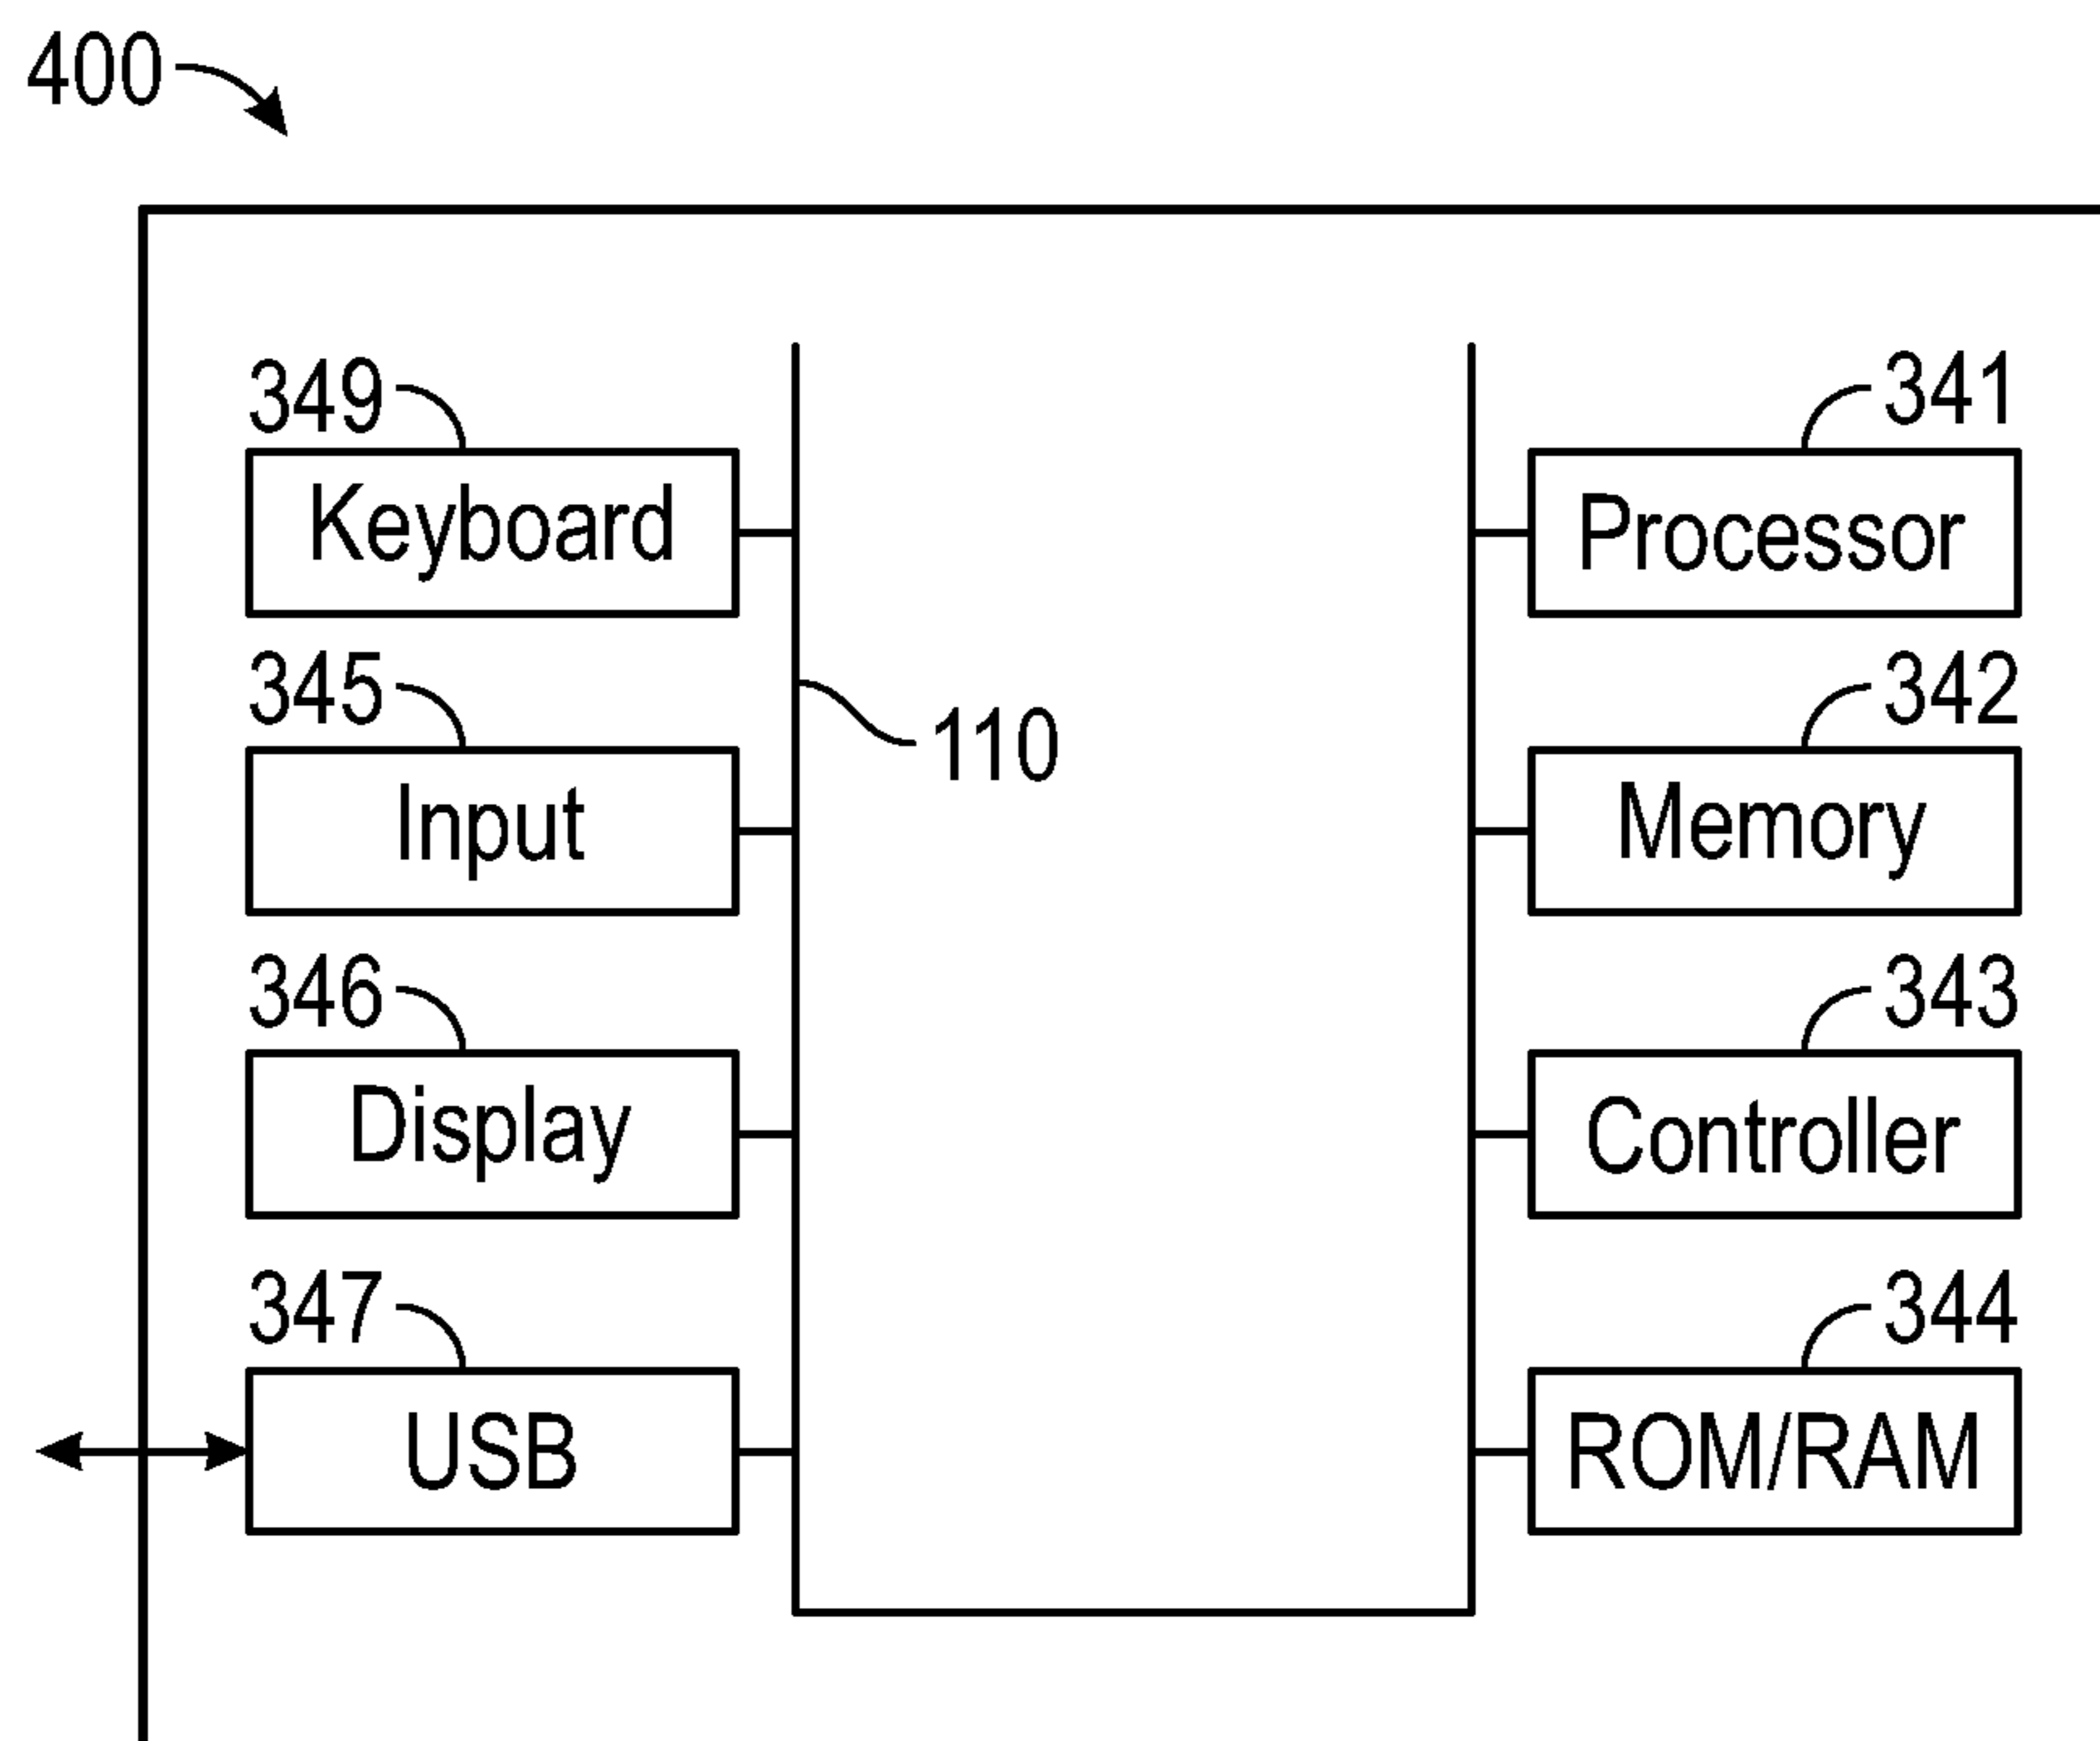 400
349
341
Keyboard
Processor
345
342
110
Input
Memory
346
343
Display
Controller
347
344
USB
ROM/RAM